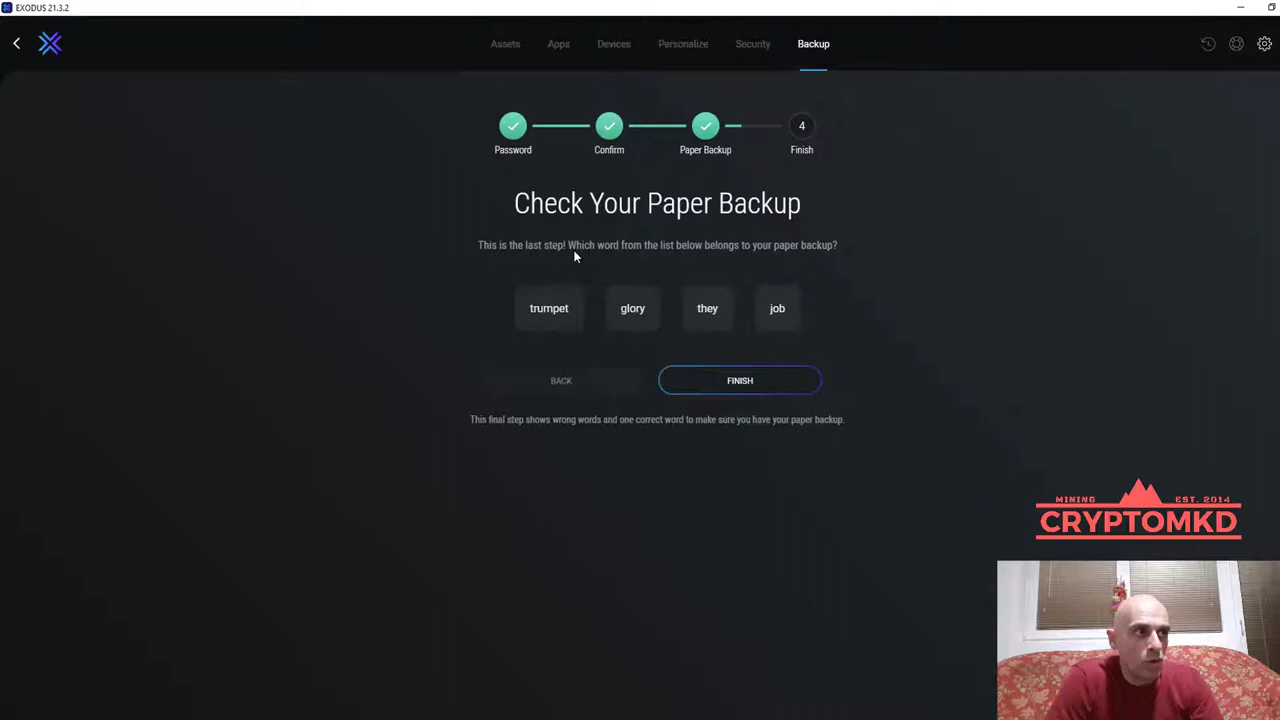 EXODUS 21.3.2
Assets Apps Devices Personalize Security Backup
4
Password Confirm Paper Backup Finish
Check Your Paper Backup
This is the last step! Which word from the list below belongs to your paper backup?
trumpet glory they job
BACK FINISH
This final step shows wrong words and one correct word to make sure you have your paper backup.
MINING EST. 2014
CRYPTOMKD